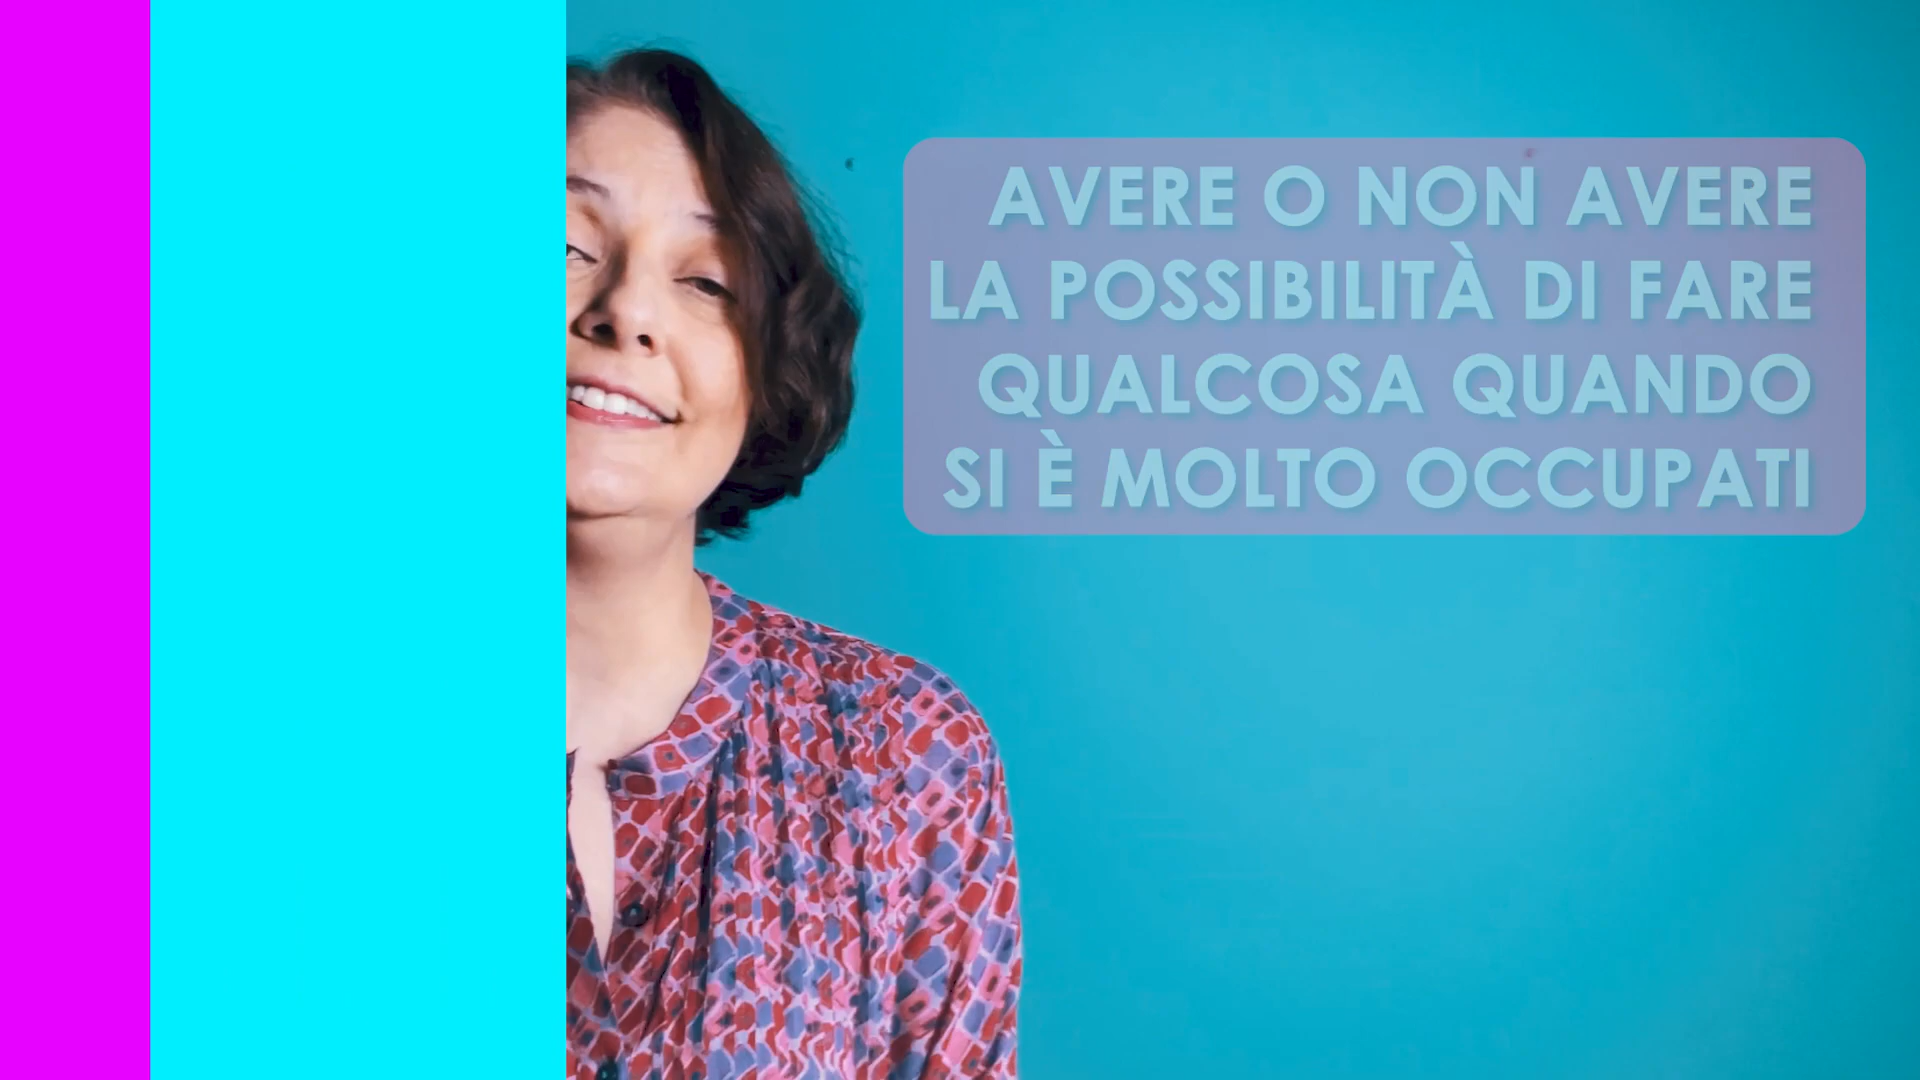 AVERE O NON AVERE
LA POSSIBILITÀ DI FARE
QUALCOSA QUANDO
SI È MOLTO OCCUPATI